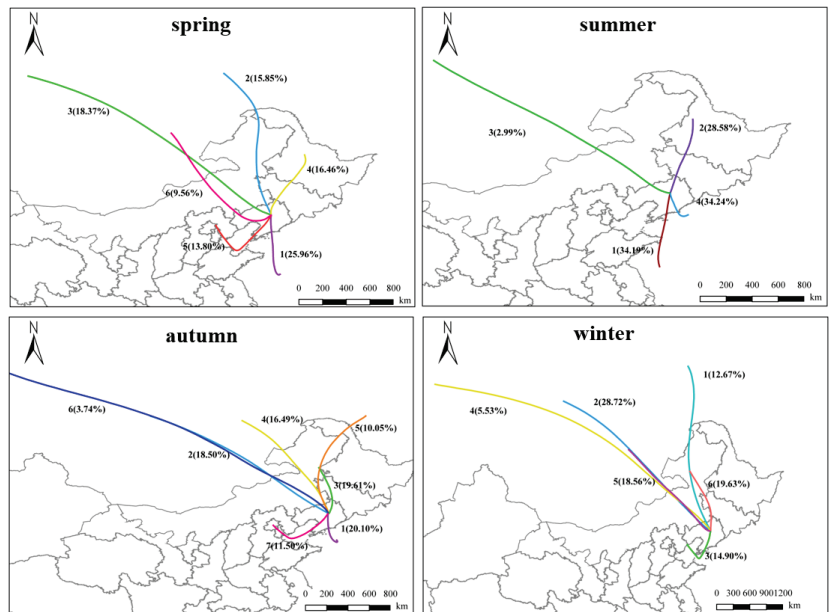 N
spring
2(15.85%)
3(18.37%)
4(16.46%)
6(9.56%)
5(13.80%)
1(25.96%)
0 200 400 600 800
km
N
summer
3(2.99%)
2(28.58%)
4(34.24%)
1(34.19%)
0 200 400 600 800
km
N
autumn
6(3.74%)
4(16.49%)
5(10.05%)
2(18.50%)
3(19.61%)
1(20.10%)
7(11.50%)
0 200 400 600 800
km
N
winter
1(12.67%)
2(28.72%)
4(5.53%)
5(18.56%)
6(19.63%)
3(14.90%)
0 300 600 900 1200
km